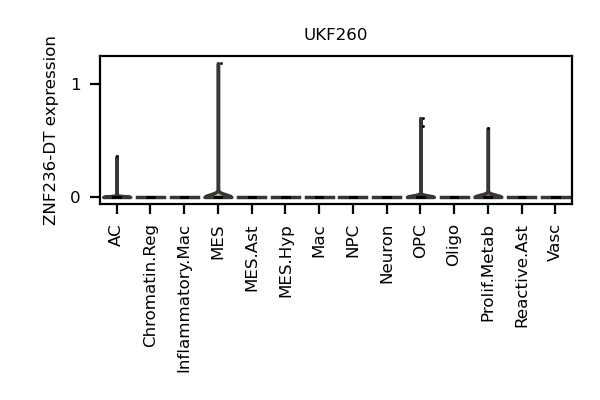 UKF260
ZNF236-DT expression
1
0
AC
Chromatin.Reg
Inflammatory.Mac
MES
MES.Ast
MES.Hyp
Mac
NPC
Neuron
OPC
Oligo
Prolif.Metab
Reactive.Ast
Vasc